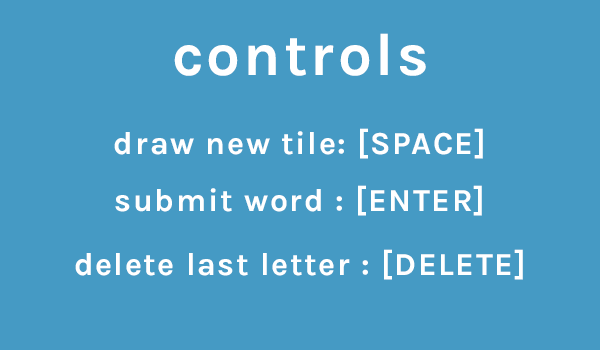 controls
draw new tile: [SPACE]
submit word : [ENTER]
delete last letter : [DELETE]